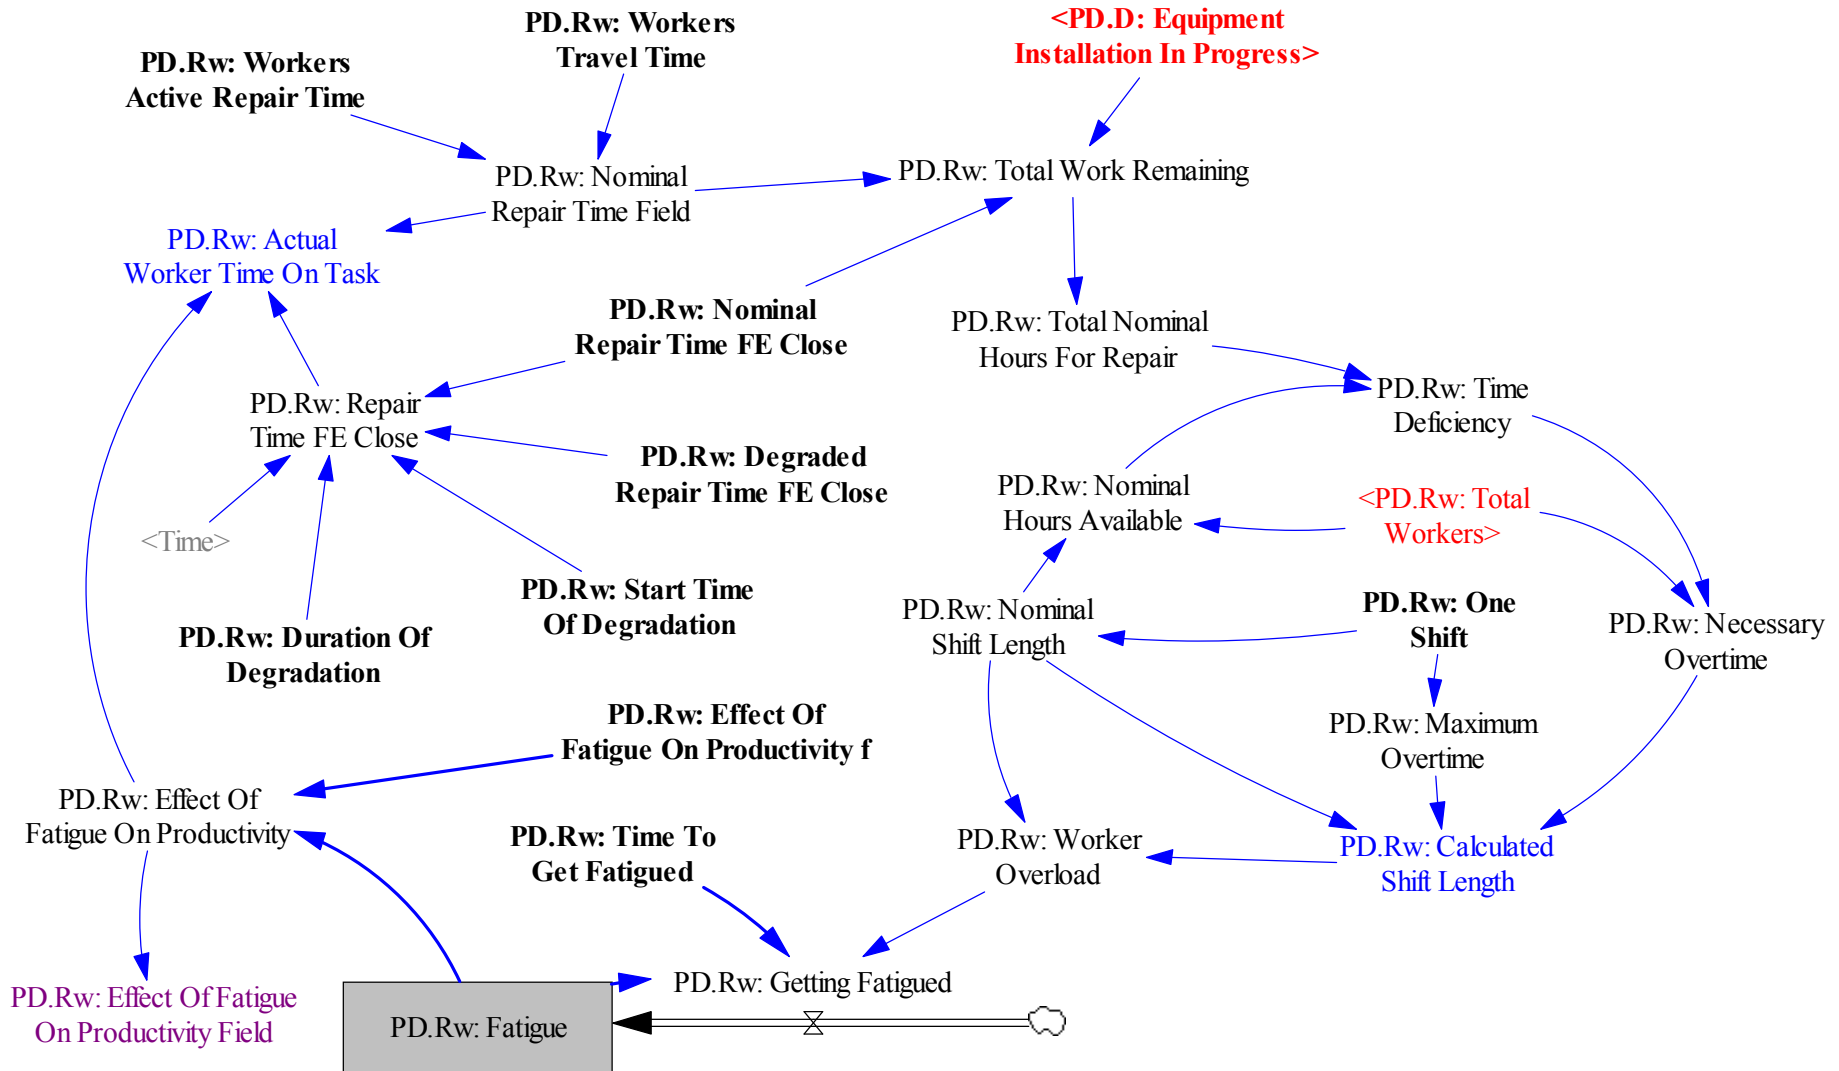 PD.Rw: Workers
Travel Time
<PD.D: Equipment
Installation In Progress>
PD.Rw: Workers
Active Repair Time
PD.Rw: Nominal
Repair Time Field
PD.Rw: Total Work Remaining
PD.Rw: Actual
Worker Time On Task
PD.Rw: Nominal
Repair Time FE Close
PD.Rw: Total Nominal
Hours For Repair
PD.Rw: Repair
Time FE Close
PD.Rw: Time
Deficiency
PD.Rw: Degraded
Repair Time FE Close
PD.Rw: Nominal
Hours Available
<PD.Rw: Total
Workers>
<Time>
PD.Rw: Start Time
Of Degradation
PD.Rw: Nominal
Shift Length
PD.Rw: One
Shift
PD.Rw: Necessary
Overtime
PD.Rw: Duration Of
Degradation
PD.Rw: Effect Of
Fatigue On Productivity f
PD.Rw: Maximum
Overtime
PD.Rw: Effect Of
Fatigue On Productivity
PD.Rw: Time To
Get Fatigued
PD.Rw: Worker
Overload
PD.Rw: Calculated
Shift Length
PD.Rw: Getting Fatigued
PD.Rw: Effect Of Fatigue
On Productivity Field
PD.Rw: Fatigue